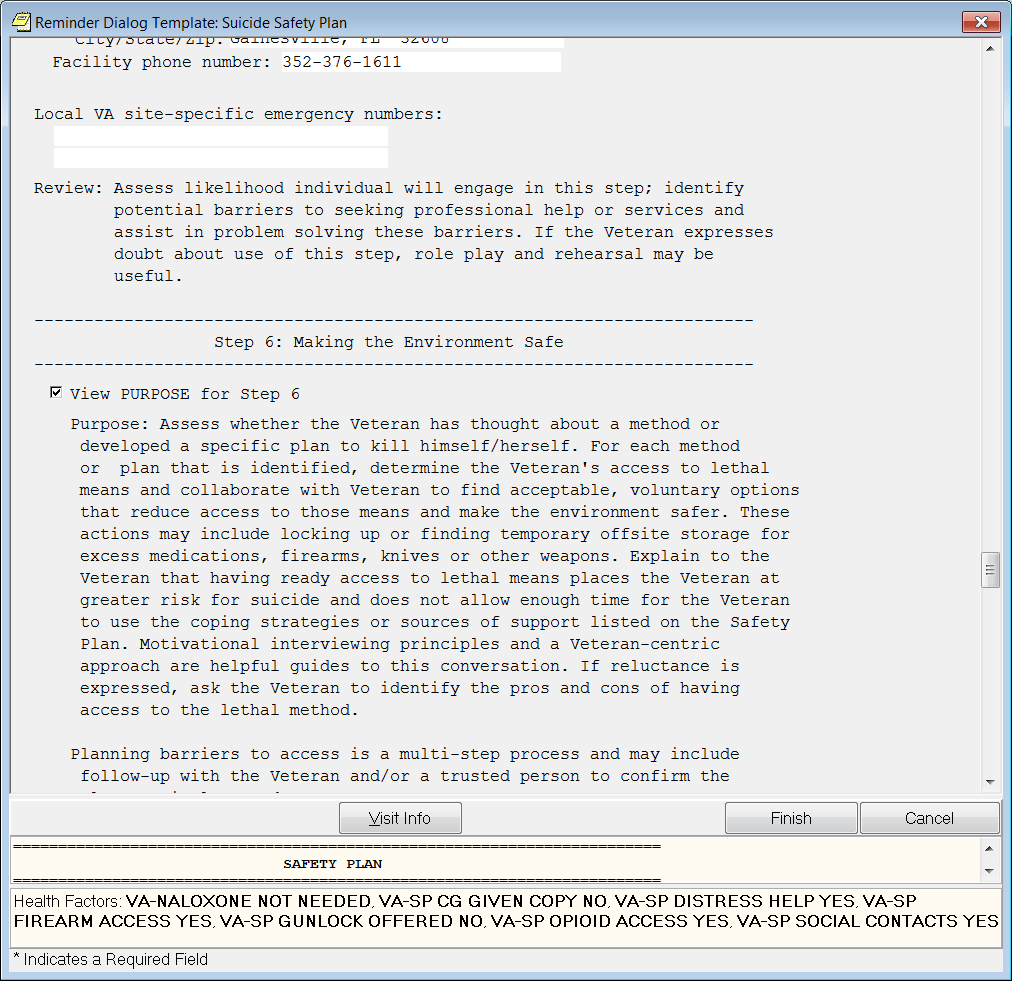 Reminder Dialog Template: Suicide Safety Plan
City/State/Zip: Gainesville, FL 32608
Facility phone number: 352-376-1611
Local VA site-specific emergency numbers:
Review: Assess likelihood individual will engage in this step; identify
potential barriers to seeking professional help or services and
assist in problem solving these barriers. If the Veteran expresses
doubt about use of this step, role play and rehearsal may be
useful.
------------------------------------------------------------------------
Step 6: Making the Environment Safe
------------------------------------------------------------------------
View PURPOSE for Step 6
Purpose: Assess whether the Veteran has thought about a method or
developed a specific plan to kill himself/herself. For each method
or plan that is identified, determine the Veteran's access to lethal
means and collaborate with Veteran to find acceptable, voluntary options
that reduce access to those means and make the environment safer. These
actions may include locking up or finding temporary offsite storage for
excess medications, firearms, knives or other weapons. Explain to the
Veteran that having ready access to lethal means places the Veteran at
greater risk for suicide and does not allow enough time for the Veteran
to use the coping strategies or sources of support listed on the Safety
Plan. Motivational interviewing principles and a Veteran-centric
approach are helpful guides to this conversation. If reluctance is
expressed, ask the Veteran to identify the pros and cons of having
access to the lethal method.
Planning barriers to access is a multi-step process and may include
follow-up with the Veteran and/or a trusted person to confirm the
Visit Info Finish Cancel
========================================================================
SAFETY PLAN
========================================================================
Health Factors: VA-NALOXONE NOT NEEDED, VA-SP CG GIVEN COPY NO, VA-SP DISTRESS HELP YES, VA-SP
FIREARM ACCESS YES, VA-SP GUNLOCK OFFERED NO, VA-SP OPIOID ACCESS YES, VA-SP SOCIAL CONTACTS YES
* Indicates a Required Field